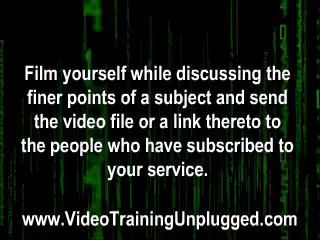 Film yourself while discussing the
finer points of a subject and send
the video file or a link thereto to
the people who have subscribed to
your service.
www.VideoTrainingUnplugged.com